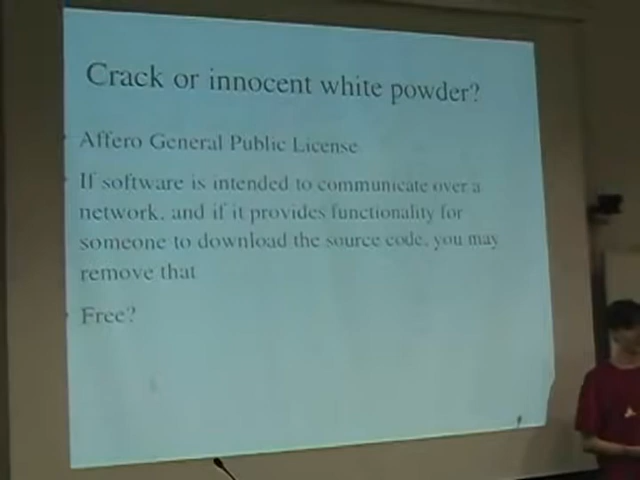 Crack or innocent white powder?
Affero General Public License
If software is intended to communicate over a
network, and if it provides functionality for
someone to download the source code, you may
remove that
Free?